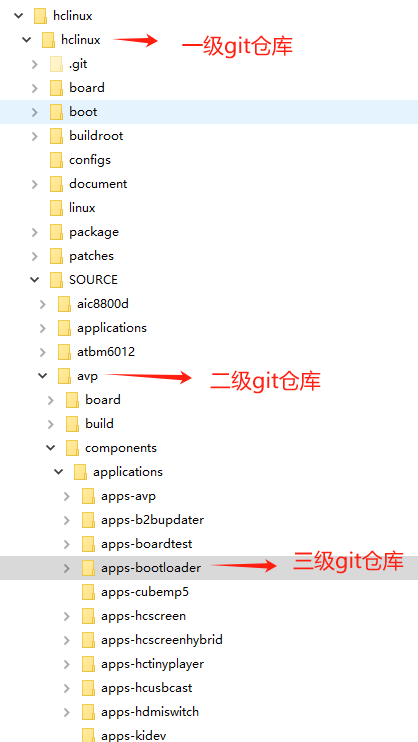 hclinux
hclinux 一级git仓库
.git
board
boot
buildroot
configs
document
linux
package
patches
SOURCE
aic8800d
applications
atbm6012
avp 二级git仓库
board
build
components
applications
apps-avp
apps-b2bupdater
apps-boardtest
apps-bootloader 三级git仓库
apps-cubemp5
apps-hcscreen
apps-hcscreenhybrid
apps-hctinyplayer
apps-hcusbcast
apps-hdmiswitch
apps-kidev